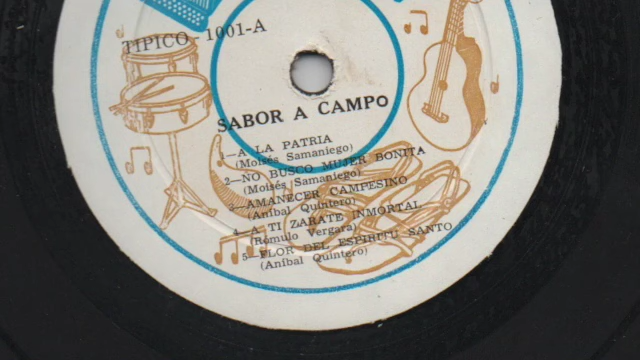 TIPICO - 1001-A
SABOR A CAMPO
1—A LA PATRIA
(Moisés Samaniego)
2—NO BUSCO MUJER BONITA
(Moisés Samaniego)
AMANECER CAMPESINO
(Aníbal Quintero)
4—A TI ZARATE INMORTAL
(Rómulo Vergara)
5—FLOR DEL ESPIRITU SANTO
(Aníbal Quintero)